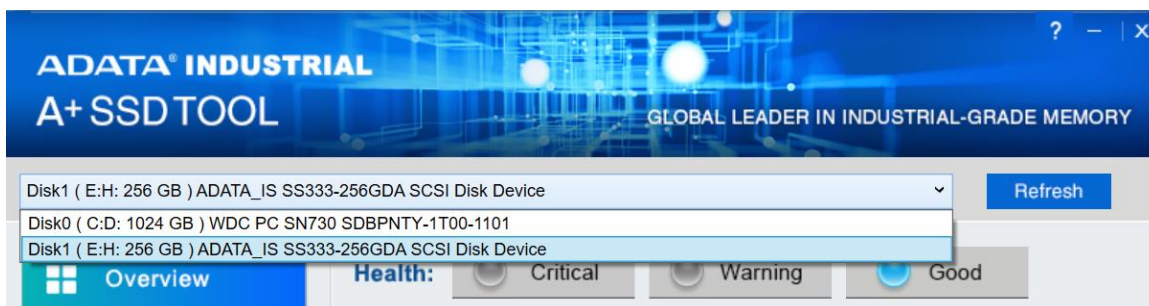 ? – | X
ADATA® INDUSTRIAL
A+ SSD TOOL
GLOBAL LEADER IN INDUSTRIAL-GRADE MEMORY
Disk1 ( E:H: 256 GB ) ADATA_IS SS333-256GDA SCSI Disk Device
Refresh
Disk0 ( C:D: 1024 GB ) WDC PC SN730 SDBPNTY-1T00-1101
Disk1 ( E:H: 256 GB ) ADATA_IS SS333-256GDA SCSI Disk Device
Overview
Health:
Critical
Warning
Good